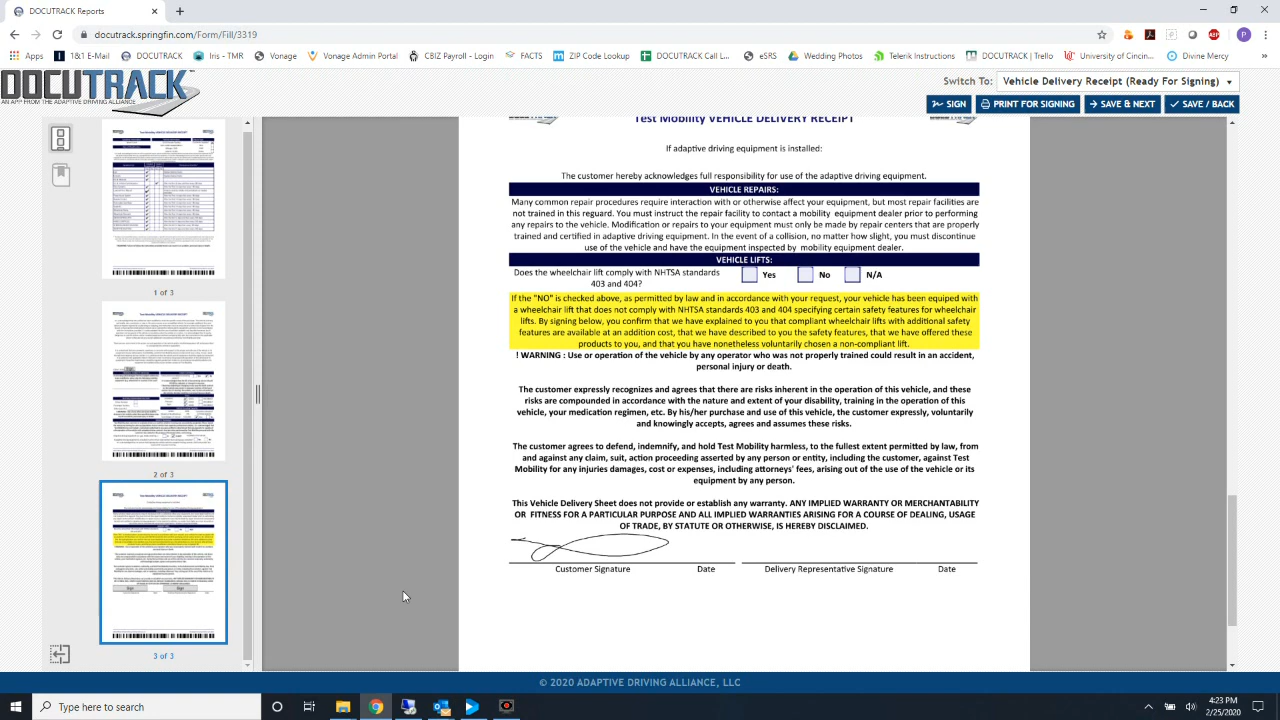 DOCUTRACK
docutrack.springfin.com/Form/Fill/3319
Apps
1&1 E-Mail
DOCUTRACK
Iris - TMR
Vonage
Vonage Admin Portal
CBIZ Payroll - Login
FACTS
ZIP Code Lookup
DOCUTRACK Call Lo...
eSRS
Wedding Photos
Telerik Instructions
DOCUTRACK | Trello
University of Cincin...
Divine Mercy
DOCUTRACK
AN APP FROM THE ADAPTIVE DRIVING ALLIANCE
Switch To:
Vehicle Delivery Receipt (Ready For Signing)
SIGN
PRINT FOR SIGNING
SAVE & NEXT
SAVE / BACK
1 of 3
2 of 3
3 of 3
Test Mobility VEHICLE DELIVERY RECEIPT
If adaptive driving equipment is installed:
The customer hereby acknowledges full responsibility for use of their driving equipment.
VEHICLE REPAIRS:
Many common repair procedures require interaction with or otherwise affect your equipment, but most repair facilities are
not trained in this regard. You must instruct the repair facility to contact a mobility equipment dealer prior to performing
any repairs to the vehicle. Modification or repairs to your equipment must only be made by repair centers that are properly
trained and certified in adaptive driving equipment. In the event of a collision, no matter how slight, you must discontinue
use of the vehicle and have the equipment inspected by mobility equipment dealer.
VEHICLE LIFTS:
Does the wheelchair lift comply with NHTSA standards
403 and 404?
Yes
No
N/A
If the "NO" is checked above, as permitted by law and in accordance with your request, your vehicle has been equipped with
a wheelchair lift that does not comply with NHTSA standards 403 and 404 specifying certain safety features for wheelchair
lifts. By signing below, you confirm that we have explained to you that compliant wheelchair lifts with additional safety
features are available at an additional cost, that we have described to you the safety features, that we have offered these
products to you, and that you have nonetheless voluntarily chosen a non-compliant lift.
! WARNING : Use or operation of the vehicle by any operator who was not properly trained could result in an accident,
personal injury or death.
The customer expressly understands and agrees that there are risks inherent in the operation of this vehicle, and those
risks are compounded in accordance with the nature and extent of your disability, training in the operation of this
vehicle, your medical condition, etc. By his/her purchase and use of this vehicle, the customer expressly, voluntarily
and knowingly accepts, agrees and assumes these risks.
The customer agrees to defend, indemnify, and hold Test Mobility harmless, to the fullest extent permitted by law, from
and against any claim, suit, action proceeding asserted by any person or entity, including the customer, against Test
Mobility for any injuries damages, cost or expenses, including attorneys' fees, arising out of the use of the vehicle or its
equipment by any person.
This Vehicle Delivery Receipt does not provide or establish any warranty. ANY IMPLIED WARRANTY OR MERCHANTABILITY
OR FITNESS FOR A PARTICULAR PURPOSE AND ALL IMPLIED WARRANTIES ARISING FOR A COURSE OF DEALING, USAGE
OF TRADE, BY STATUTE OR OTHERWISE, IS HEREBY DISCLAIMED.
Customer Signature
Date
Delivery Representative Signature
Date
© 2020 ADAPTIVE DRIVING ALLIANCE, LLC
Type here to search
4:23 PM
2/25/2020